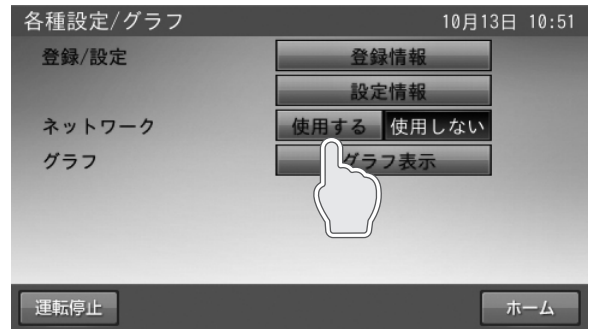 各種設定/グラフ 10月13日 10:51
登録/設定 登録情報
設定情報
ネットワーク 使用する 使用しない
グラフ グラフ表示
運転停止 ホーム